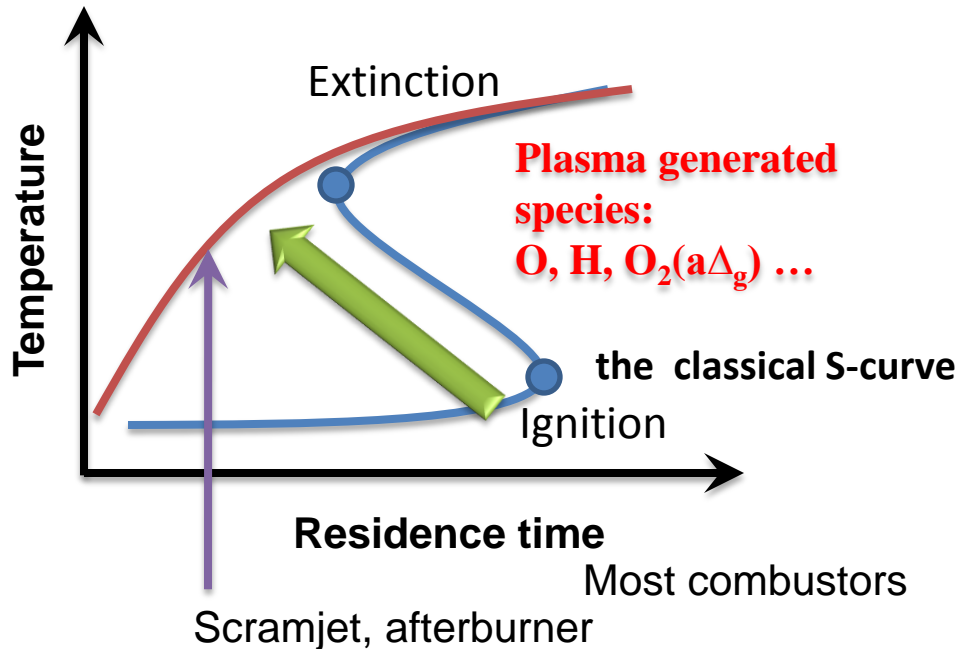 Extinction
Plasma generated
species:
O, H, O₂(aΔg) …
Temperature
the classical S-curve
Ignition
Residence time
Most combustors
Scramjet, afterburner